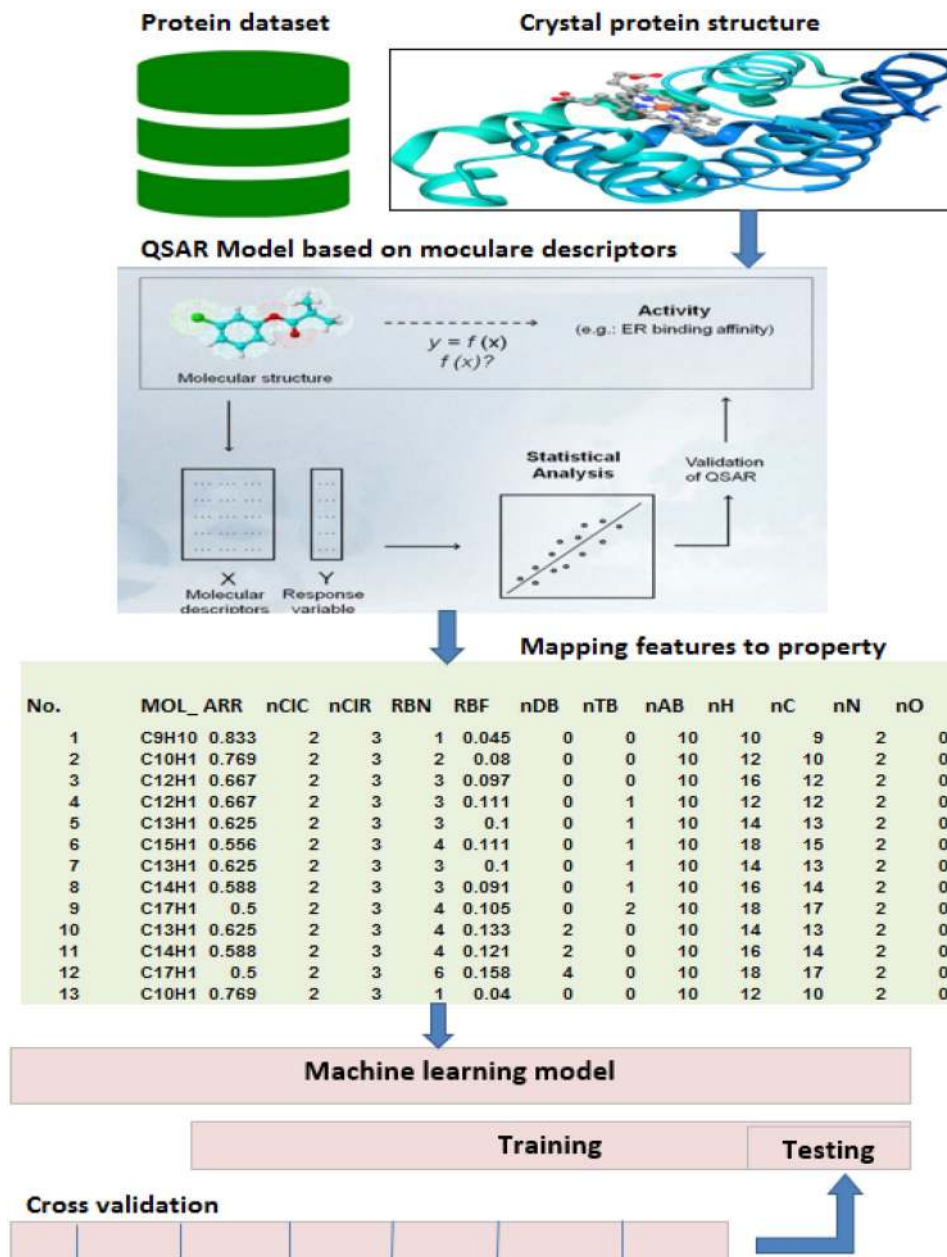 Protein dataset
Crystal protein structure
QSAR Model based on moculare descriptors
Molecular structure
y = f (x)
f (x)?
Activity
(e.g.: ER binding affinity)
Statistical
Analysis
Validation
of QSAR
X
Molecular
descriptors
Y
Response
variable
Mapping features to property
No. MOL_ ARR nCIC nCIR RBN RBF nDB nTB nAB nH nC nN nO
1 C9H10 0.833 2 3 1 0.045 0 0 10 10 9 2 0
2 C10H1 0.769 2 3 2 0.08 0 0 10 12 10 2 0
3 C12H1 0.667 2 3 3 0.097 0 0 10 16 12 2 0
4 C12H1 0.667 2 3 3 0.111 0 1 10 12 12 2 0
5 C13H1 0.625 2 3 3 0.1 0 1 10 14 13 2 0
6 C15H1 0.556 2 3 4 0.111 0 1 10 18 15 2 0
7 C13H1 0.625 2 3 3 0.1 0 1 10 14 13 2 0
8 C14H1 0.588 2 3 3 0.091 0 1 10 16 14 2 0
9 C17H1 0.5 2 3 4 0.105 0 2 10 18 17 2 0
10 C13H1 0.625 2 3 4 0.133 2 0 10 14 13 2 0
11 C14H1 0.588 2 3 4 0.121 2 0 10 16 14 2 0
12 C17H1 0.5 2 3 6 0.158 4 0 10 18 17 2 0
13 C10H1 0.769 2 3 1 0.04 0 0 10 12 10 2 0
Machine learning model
Training
Testing
Cross validation